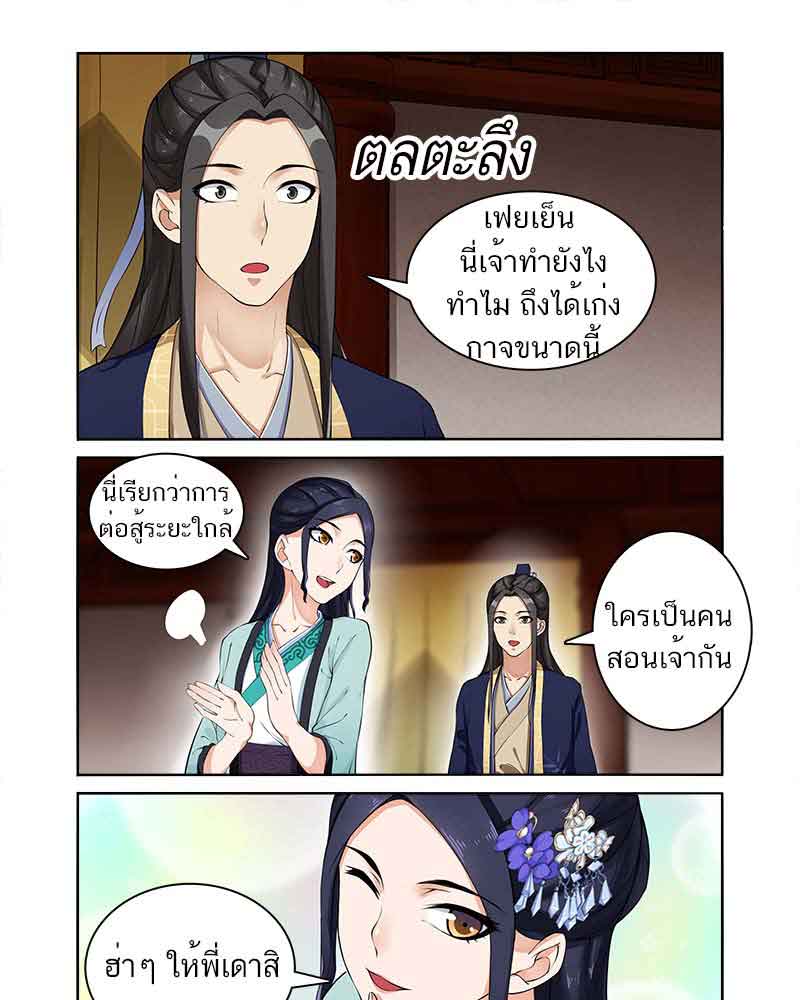 ตลตะลึง
เฟยเย็น
นี่เจ้าทำยังไง
ทำไม ถึงได้เก่ง
กาจขนาดนี้
นี่เรียกว่าการ
ต่อสู้ระยะใกล้
ใครเป็นคน
สอนเจ้ากัน
ฮ่าๆ ให้พี่เดาสิ